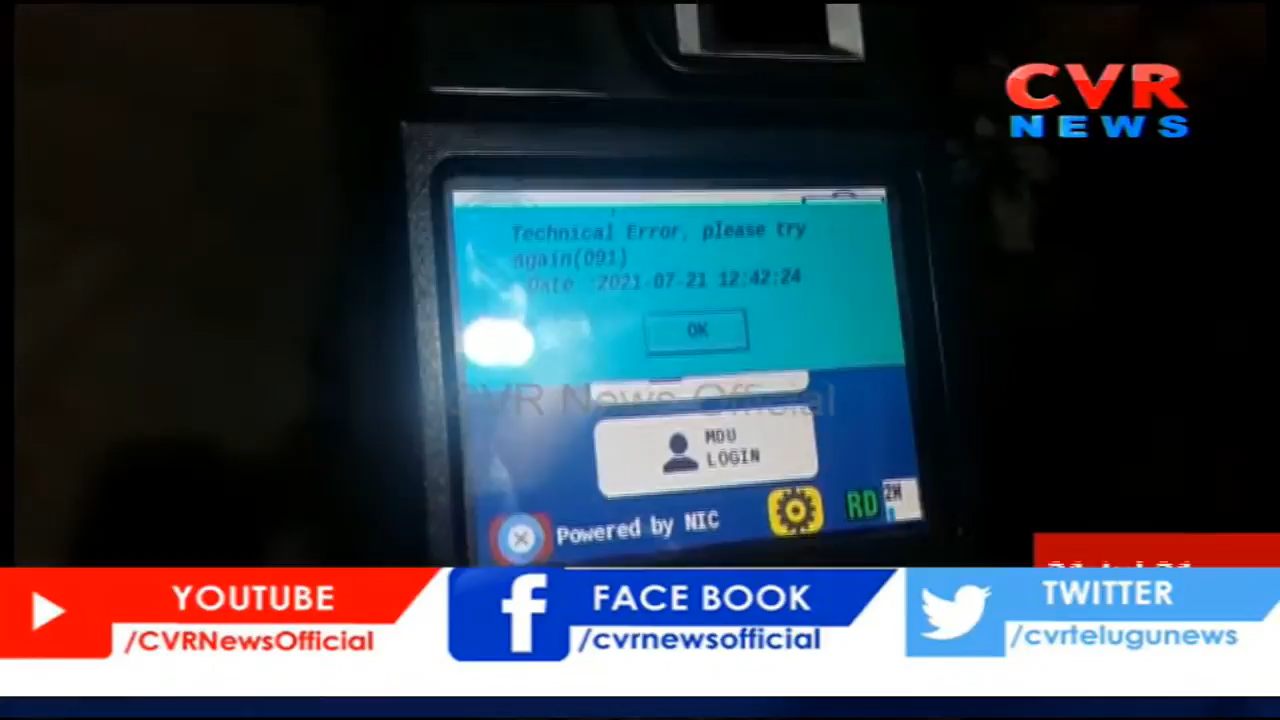 CVR
NEWS
Technical Error, please try
again(091)
Date :2021-07-21 12:42:24
OK
CVR News Official
MDU
LOGIN
Powered by NIC
RD
2H
YOUTUBE
/CVRNewsOfficial
FACE BOOK
/cvrnewsofficial
TWITTER
/cvrtelugunews